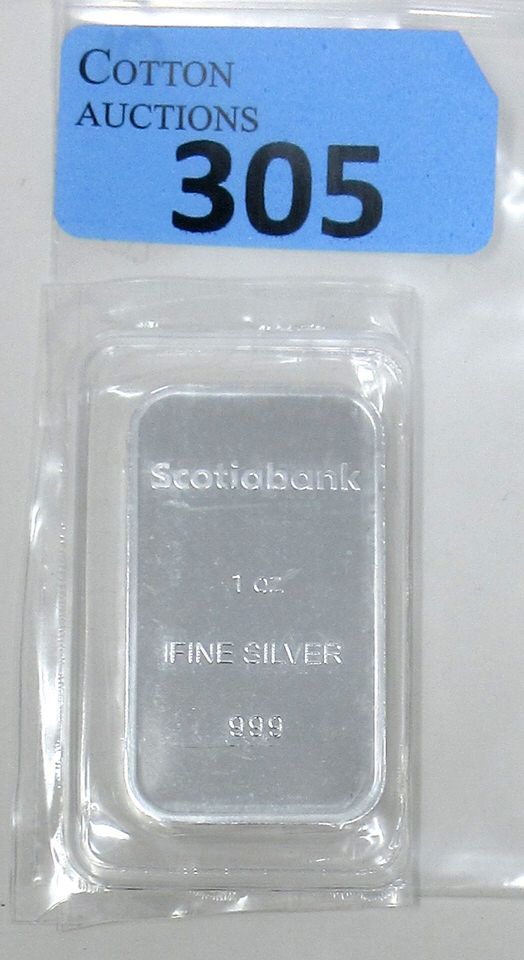 COTTON
AUCTIONS
305
Scotiabank
1 oz
FINE SILVER
999